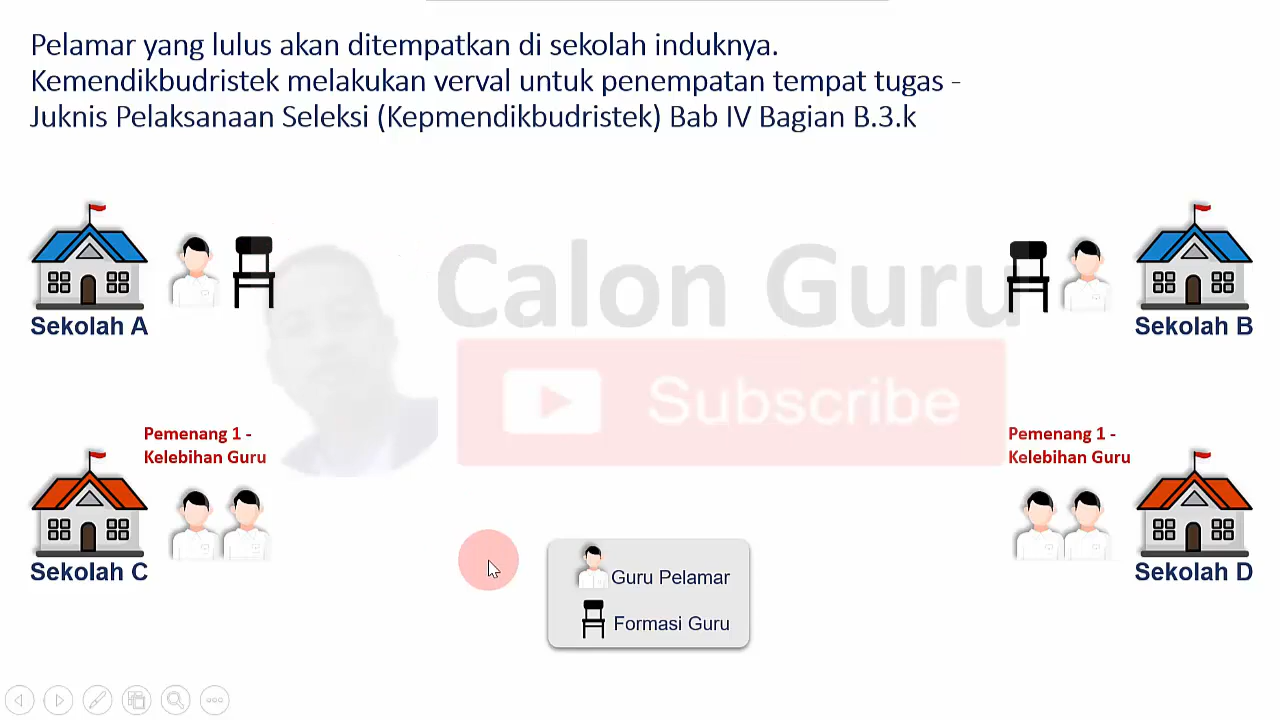 Pelamar yang lulus akan ditempatkan di sekolah induknya.
Kemendikbudristek melakukan verval untuk penempatan tempat tugas -
Juknis Pelaksanaan Seleksi (Kepmendikbudristek) Bab IV Bagian B.3.k
Calon Guru
Sekolah A
Sekolah B
Subscribe
Pemenang 1 -
Kelebihan Guru
Pemenang 1 -
Kelebihan Guru
Sekolah C
Sekolah D
Guru Pelamar
Formasi Guru